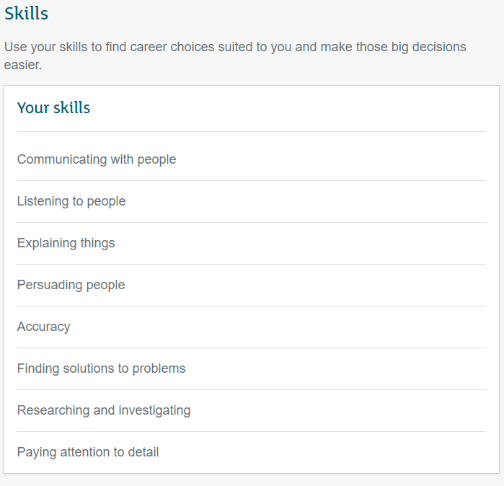 Skills
Use your skills to find career choices suited to you and make those big decisions
easier.
Your skills
Communicating with people
Listening to people
Explaining things
Persuading people
Accuracy
Finding solutions to problems
Researching and investigating
Paying attention to detail